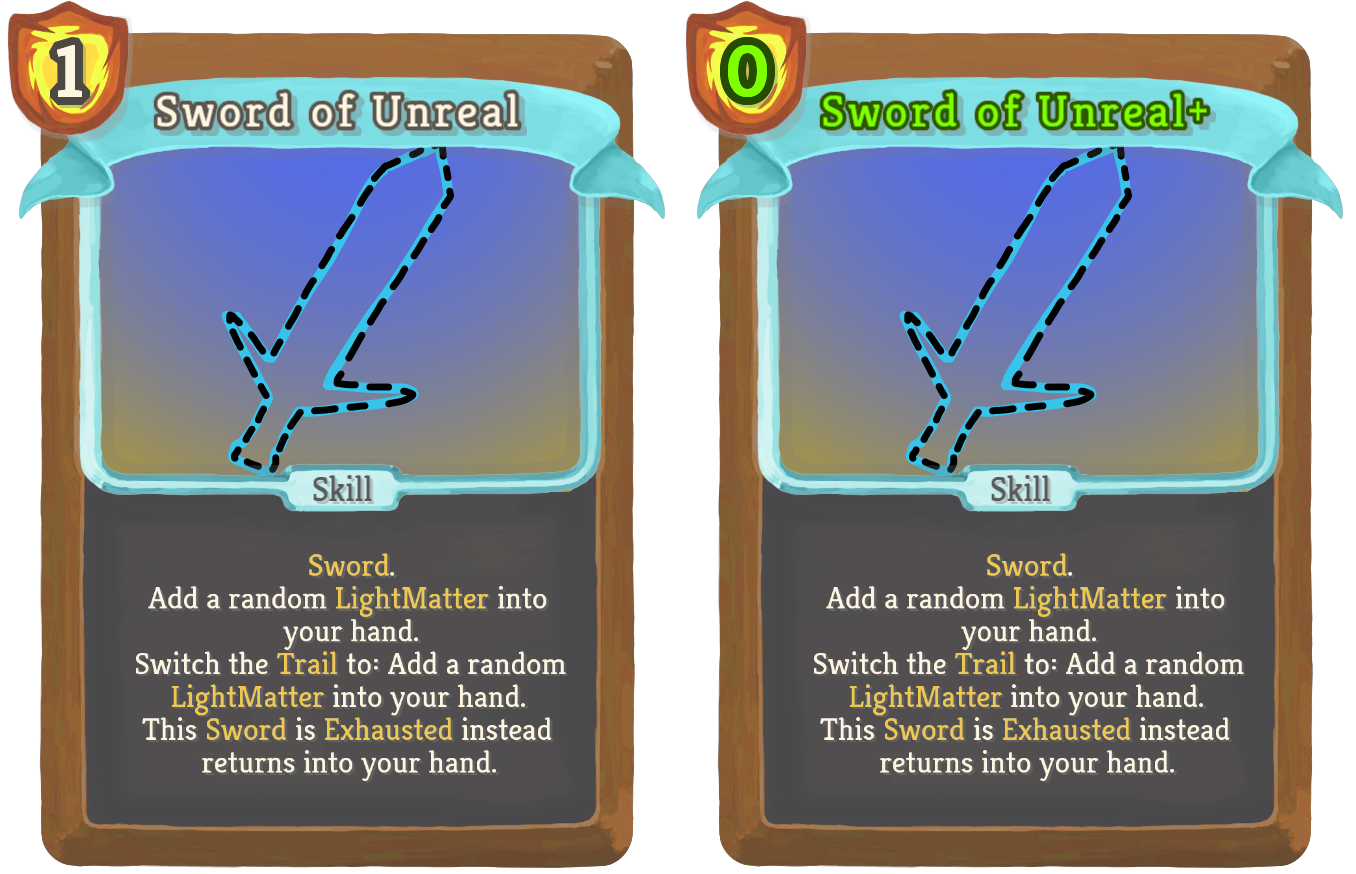 1
Sword of Unreal
Skill
Sword.
Add a random LightMatter into
your hand.
Switch the Trail to: Add a random
LightMatter into your hand.
This Sword is Exhausted instead
returns into your hand.
0
Sword of Unreal+
Skill
Sword.
Add a random LightMatter into
your hand.
Switch the Trail to: Add a random
LightMatter into your hand.
This Sword is Exhausted instead
returns into your hand.